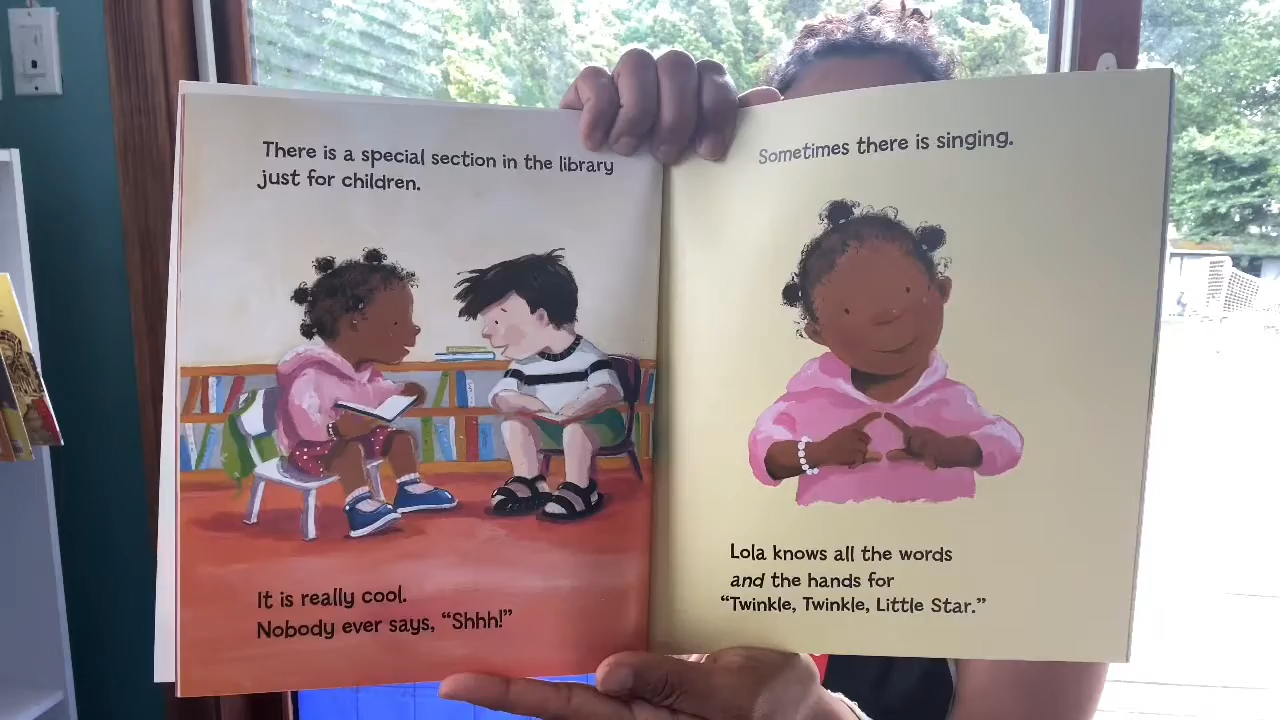 There is a special section in the library
just for children.
It is really cool.
Nobody ever says, “Shhh!”
Sometimes there is singing.
Lola knows all the words
and the hands for
“Twinkle, Twinkle, Little Star.”